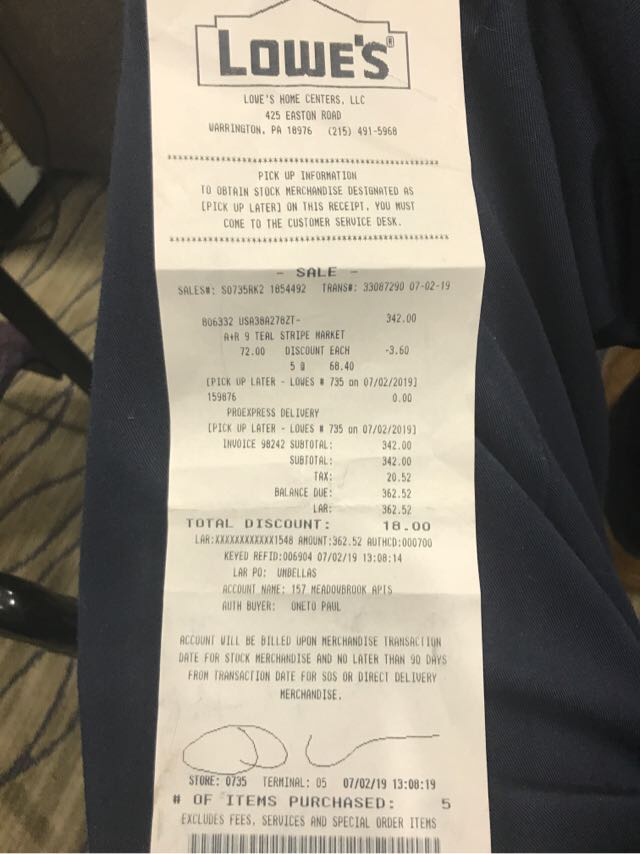 LOWE'S®
LOWE'S HOME CENTERS, LLC
425 EASTON ROAD
WARRINGTON, PA 18976 (215) 491-5968
****************************************************
PICK UP INFORMATION
TO OBTAIN STOCK MERCHANDISE DESIGNATED AS
[PICK UP LATER] ON THIS RECEIPT, YOU MUST
COME TO THE CUSTOMER SERVICE DESK.
****************************************************
- SALE -
SALES#: S0735RK2 1854492 TRANS#: 33087290 07-02-19
806332 USA38A278ZT- 342.00
A+R 9 TEAL STRIPE MARKET
72.00 DISCOUNT EACH -3.60
5 @ 68.40
[PICK UP LATER - LOWES # 735 on 07/02/2019]
159876 0.00
PROEXPRESS DELIVERY
[PICK UP LATER - LOWES # 735 on 07/02/2019]
INVOICE 98242 SUBTOTAL: 342.00
SUBTOTAL: 342.00
TAX: 20.52
BALANCE DUE: 362.52
LAR: 362.52
TOTAL DISCOUNT: 18.00
LAR:XXXXXXXXXXXX1548 AMOUNT:362.52 AUTHCD:000700
KEYED REFID:006904 07/02/19 13:08:14
LAR PO: UMBELLAS
ACCOUNT NAME: 157 MEADOWBROOK APTS
AUTH BUYER: ONETO PAUL
ACCOUNT WILL BE BILLED UPON MERCHANDISE TRANSACTION
DATE FOR STOCK MERCHANDISE AND NO LATER THAN 90 DAYS
FROM TRANSACTION DATE FOR SOS OR DIRECT DELIVERY
MERCHANDISE.
STORE: 0735 TERMINAL: 05 07/02/19 13:08:19
# OF ITEMS PURCHASED: 5
EXCLUDES FEES, SERVICES AND SPECIAL ORDER ITEMS